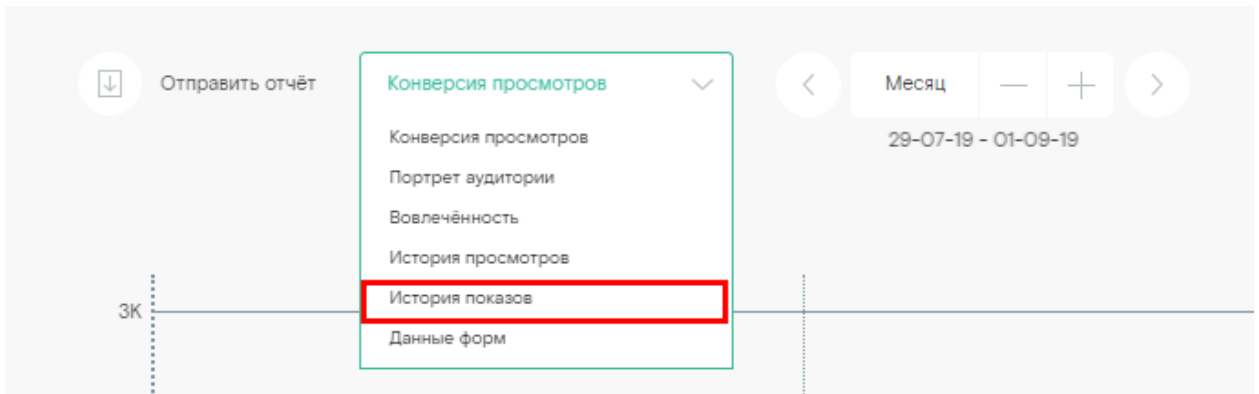 Отправить отчёт
Конверсия просмотров
Месяц
29-07-19 - 01-09-19
Конверсия просмотров
Портрет аудитории
Вовлечённость
История просмотров
История показов
Данные форм
3K